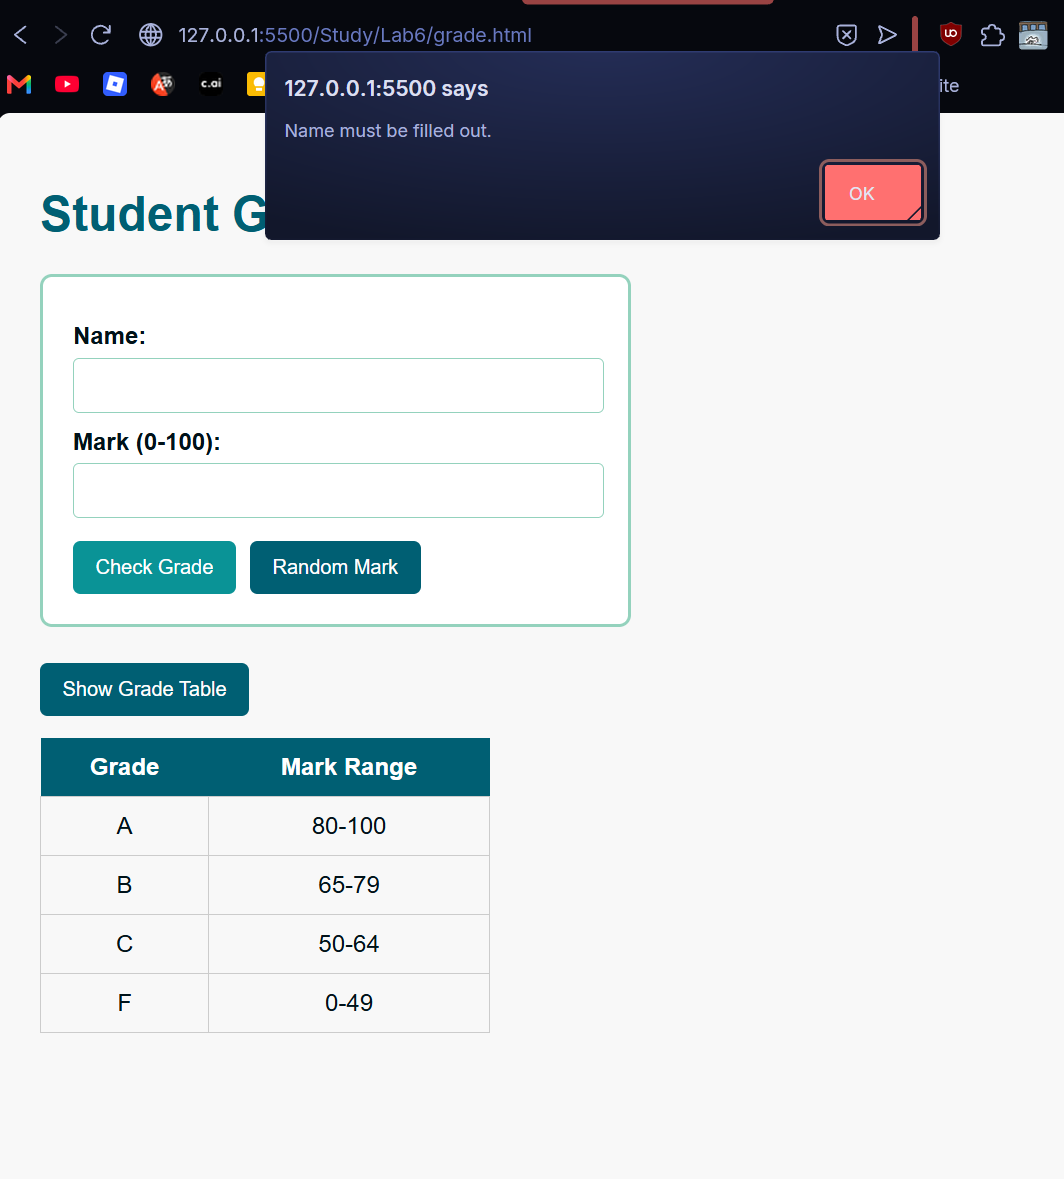 127.0.0.1:5500/Study/Lab6/grade.html
UO
A
c.ai
ite
127.0.0.1:5500 says
Name must be filled out.
OK
Student G
Name:
Mark (0-100):
Check Grade Random Mark
Show Grade Table
Grade Mark Range
A 80-100
B 65-79
C 50-64
F 0-49